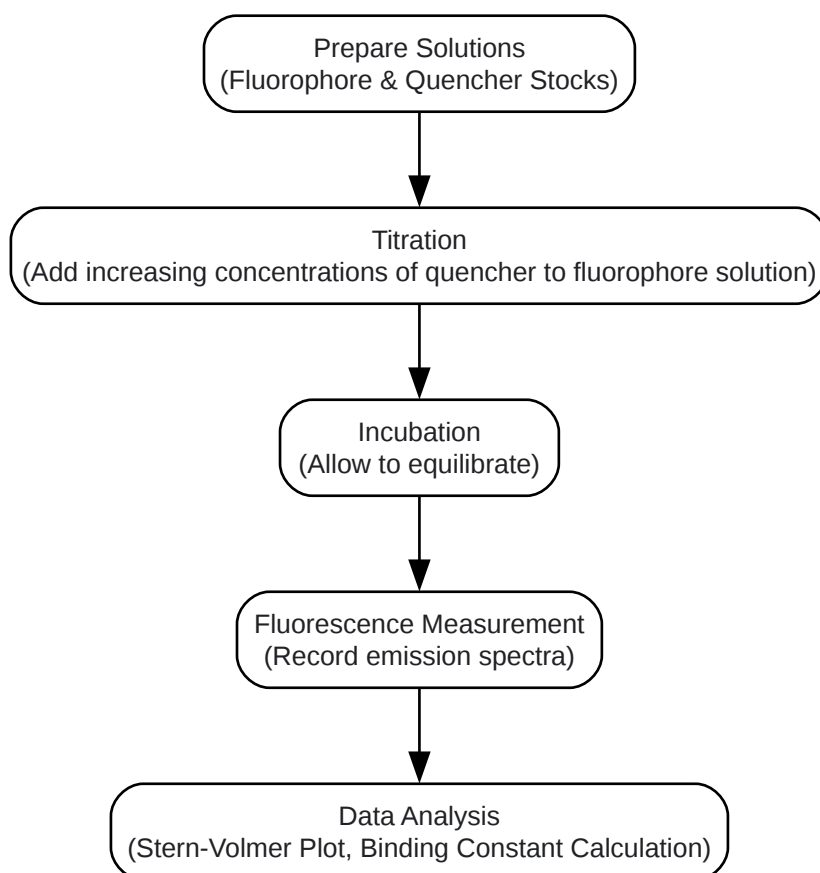 Prepare Solutions
(Fluorophore & Quencher Stocks)
Titration
(Add increasing concentrations of quencher to fluorophore solution)
Incubation
(Allow to equilibrate)
Fluorescence Measurement
(Record emission spectra)
Data Analysis
(Stern-Volmer Plot, Binding Constant Calculation)